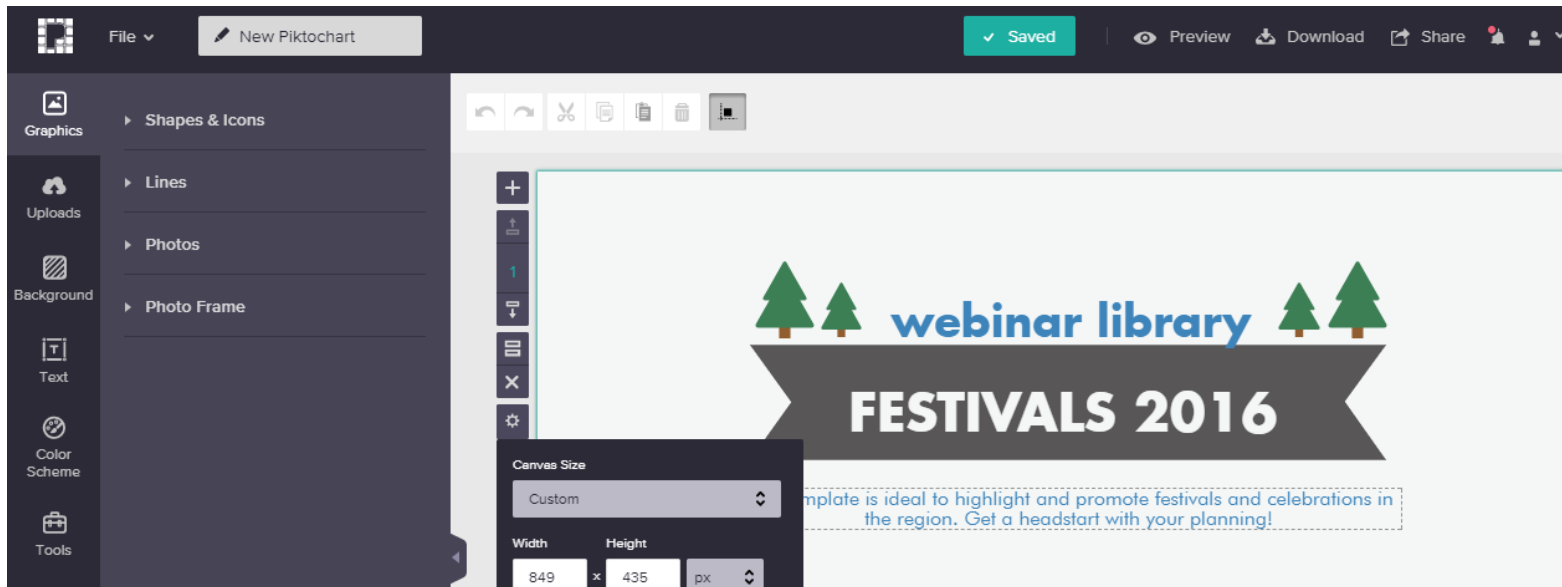 File
New Piktochart
Saved
Preview
Download
Share
Graphics
Uploads
Background
Text
Color
Scheme
Tools
Shapes & Icons
Lines
Photos
Photo Frame
1
webinar library
FESTIVALS 2016
is ideal to highlight and promote festivals and celebrations in
the region. Get a headstart with your planning!
Canvas Size
Custom
Width Height
849 x 435 px